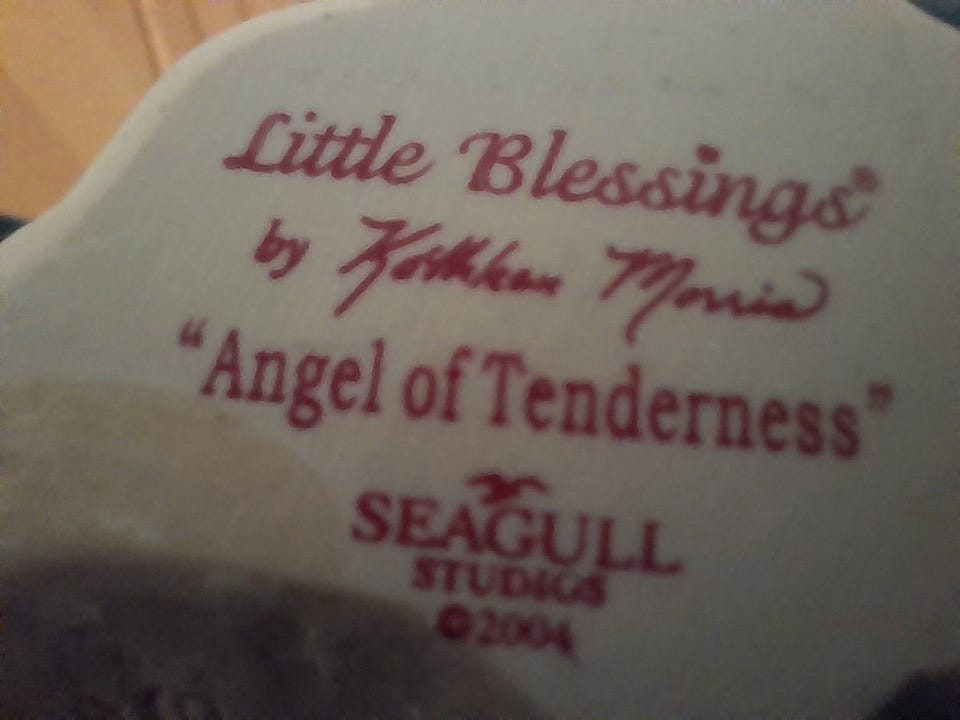 Little Blessings®
by Kathleen Morris
"Angel of Tenderness"
SEAGULL
STUDIOS
©2004